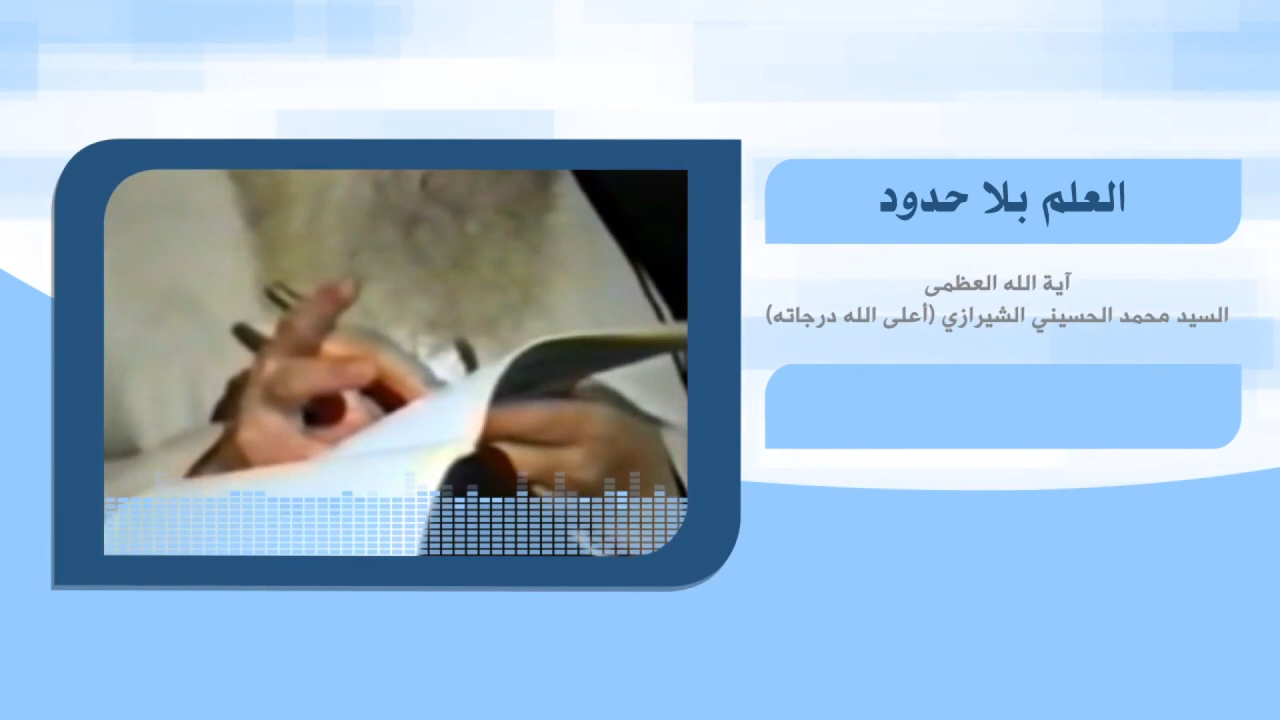 العلم بلا حدود
آية الله العظمى
السيد محمد الحسيني الشيرازي (أعلى الله درجاته)